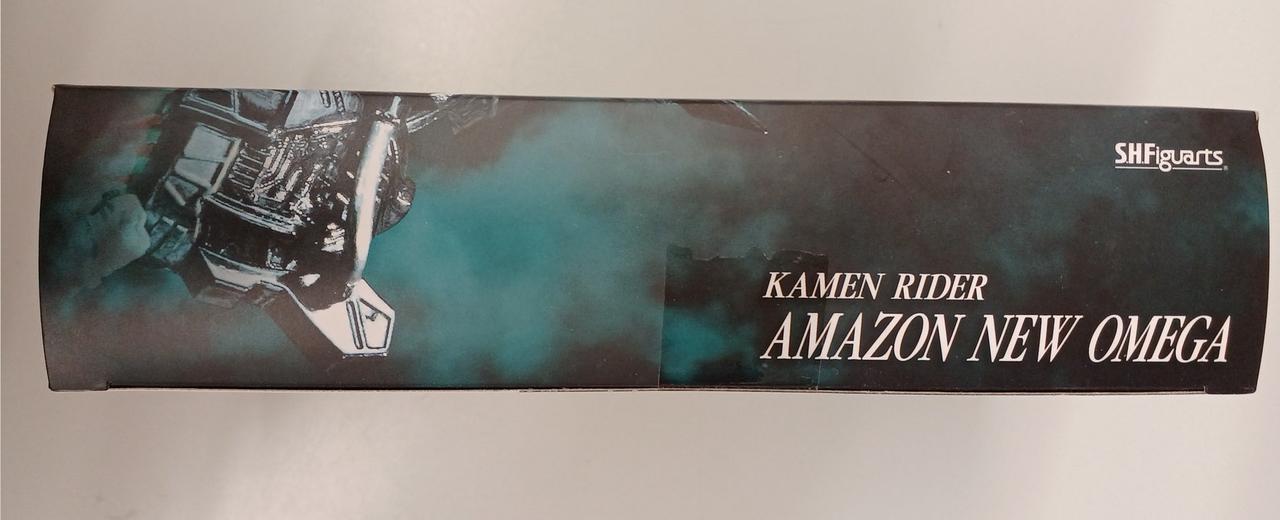 S.H.Figuarts
KAMEN RIDER
AMAZON NEW OMEGA